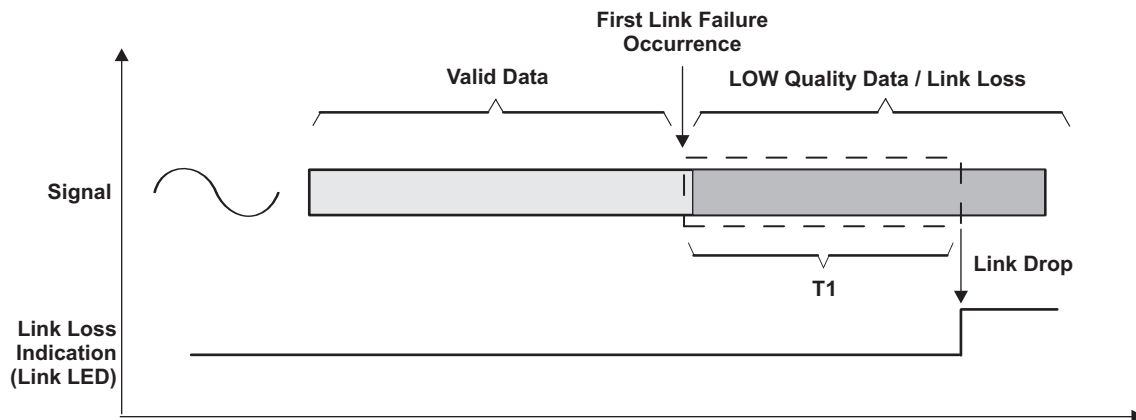 First Link Failure
Occurrence
Valid Data
LOW Quality Data / Link Loss
Signal
T1
Link Drop
Link Loss
Indication
(Link LED)